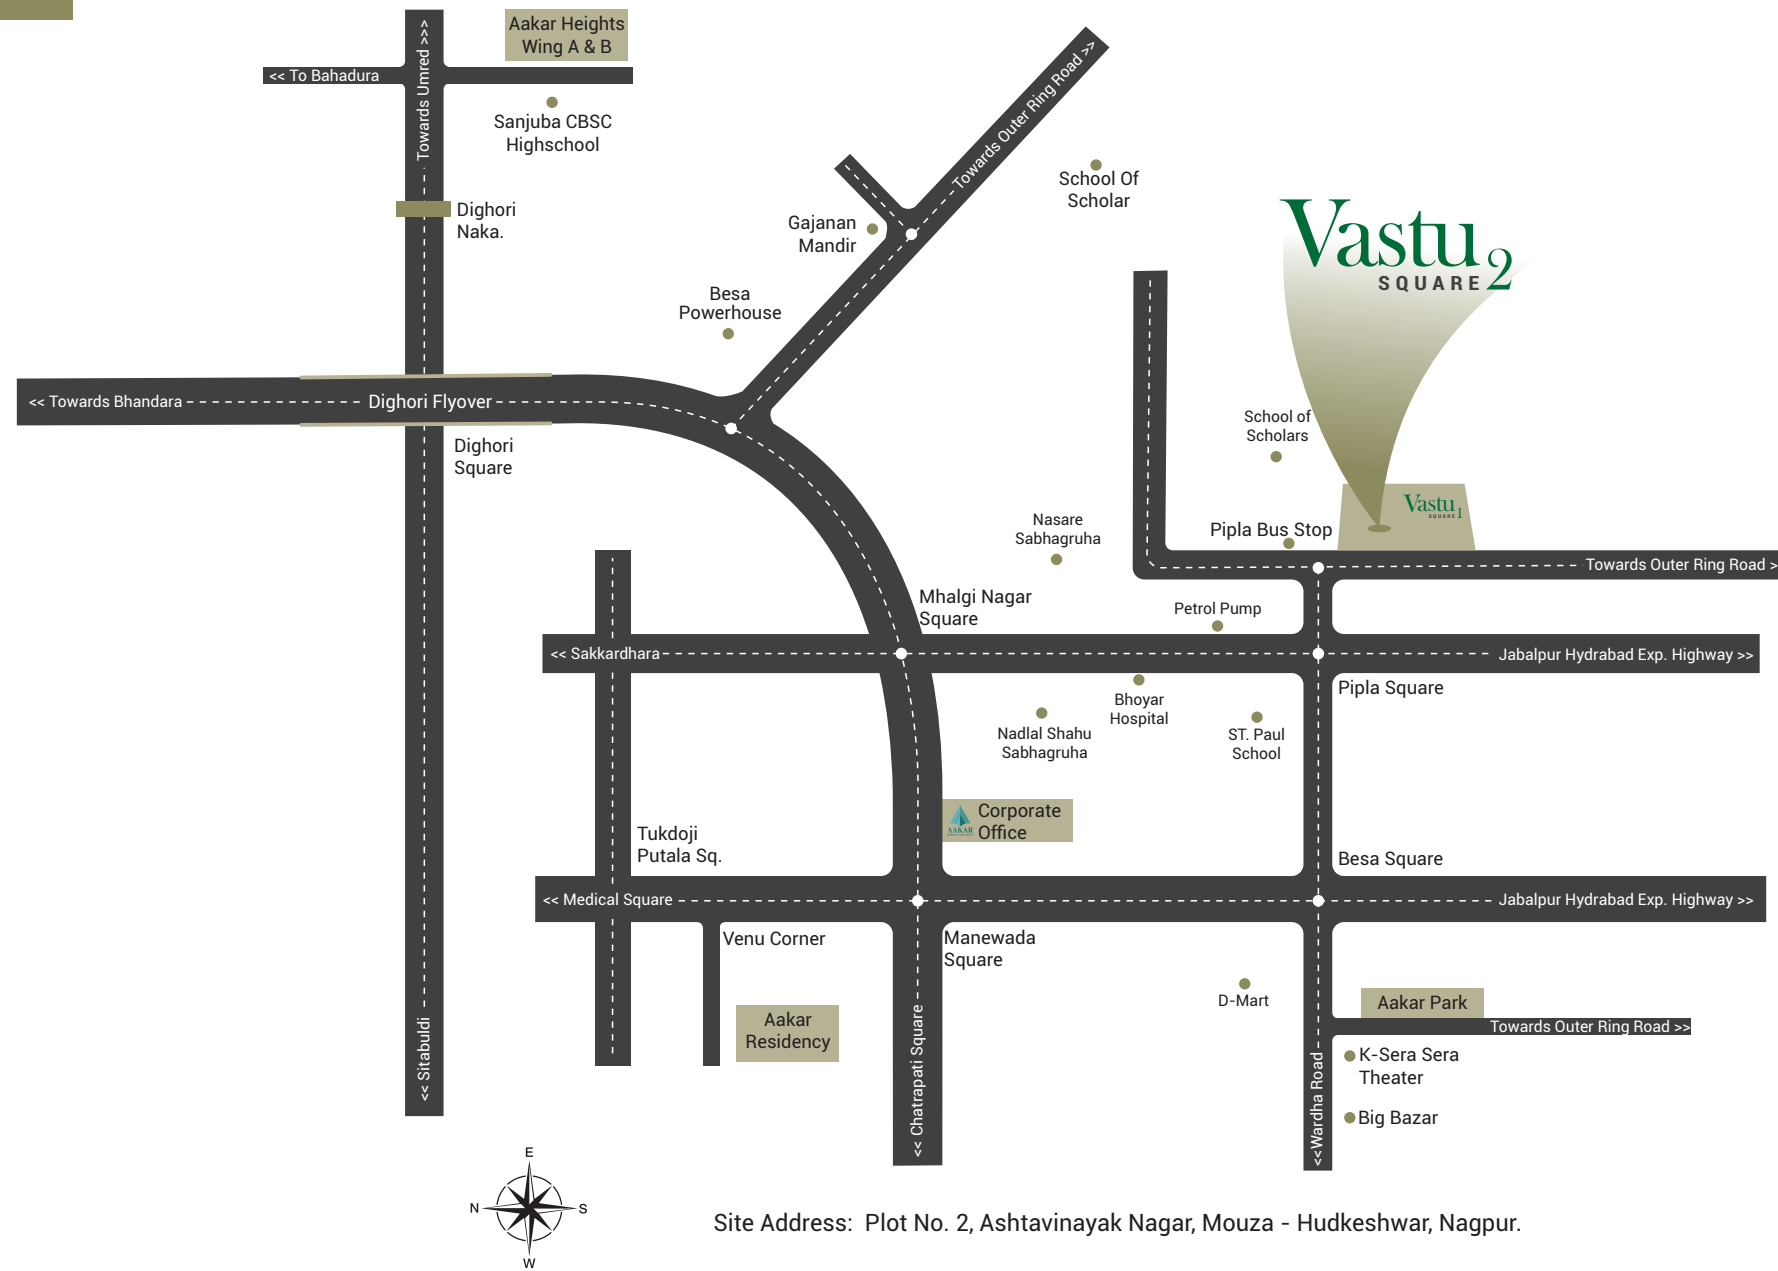 Aakar Heights
Wing A & B
Towards Umred >>>
<< To Bahadura
Sanjuba CBSC
Highschool
Dighori
Naka.
Towards Outer Ring Road >>
School Of
Scholar
Gajanan
Mandir
Besa
Powerhouse
Vastu
SQUARE 2
<< Towards Bhandara
Dighori Flyover
Dighori
Square
School of
Scholars
Vastu
SQUARE 1
Nasare
Sabhagruha
Pipla Bus Stop
Towards Outer Ring Road >
Mhalgi Nagar
Square
Petrol Pump
<< Sakkardhara
Jabalpur Hydrabad Exp. Highway >>
Pipla Square
Bhoyar
Hospital
Nadlal Shahu
Sabhagruha
ST. Paul
School
AAKAR
Corporate
Office
Tukdoji
Putala Sq.
Besa Square
<< Medical Square
Jabalpur Hydrabad Exp. Highway >>
Venu Corner
Manewada
Square
D-Mart
Aakar Park
Towards Outer Ring Road >>
Aakar
Residency
<< Sitabuldi
<< Chatrapati Square
<<Wardha Road
K-Sera Sera
Theater
Big Bazar
E
N
S
W
Site Address: Plot No. 2, Ashtavinayak Nagar, Mouza - Hudkeshwar, Nagpur.